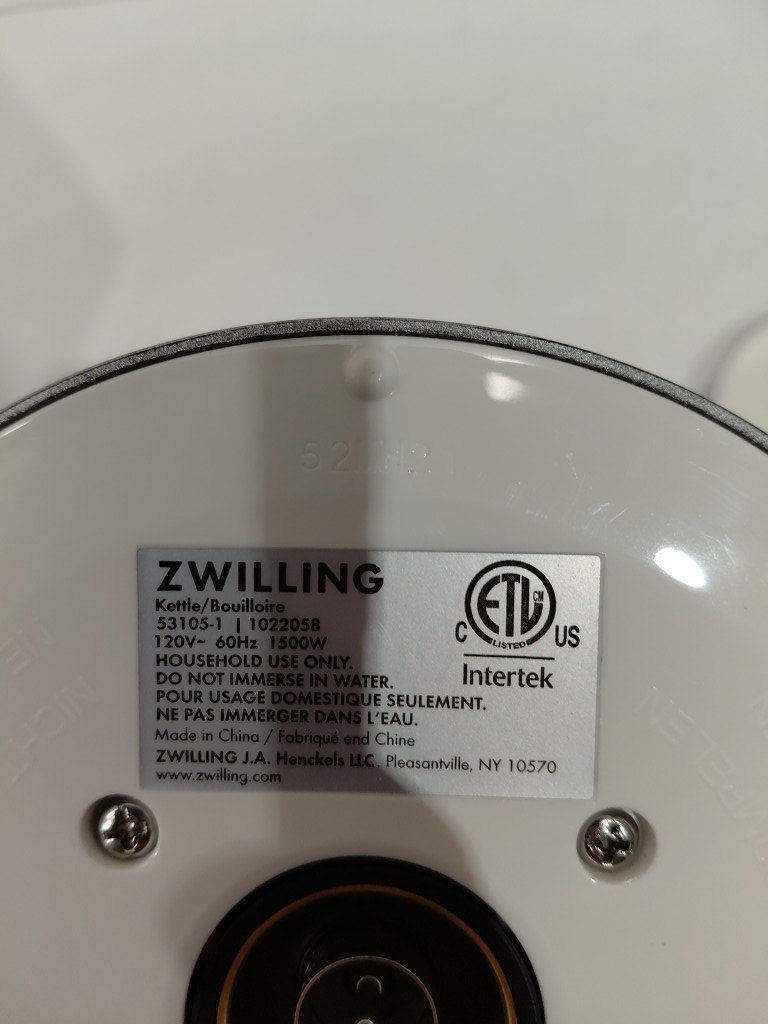 ZWILLING
Kettle/Bouilloire
53105-1 | 1022058
120V~ 60Hz 1500W
HOUSEHOLD USE ONLY.
DO NOT IMMERSE IN WATER.
POUR USAGE DOMESTIQUE SEULEMENT.
NE PAS IMMERGER DANS L'EAU.
Made in China / Fabriqué end Chine
ZWILLING J.A. Henckels LLC. Pleasantville, NY 10570
www.zwilling.com
ETL CM
LISTED
C US
Intertek